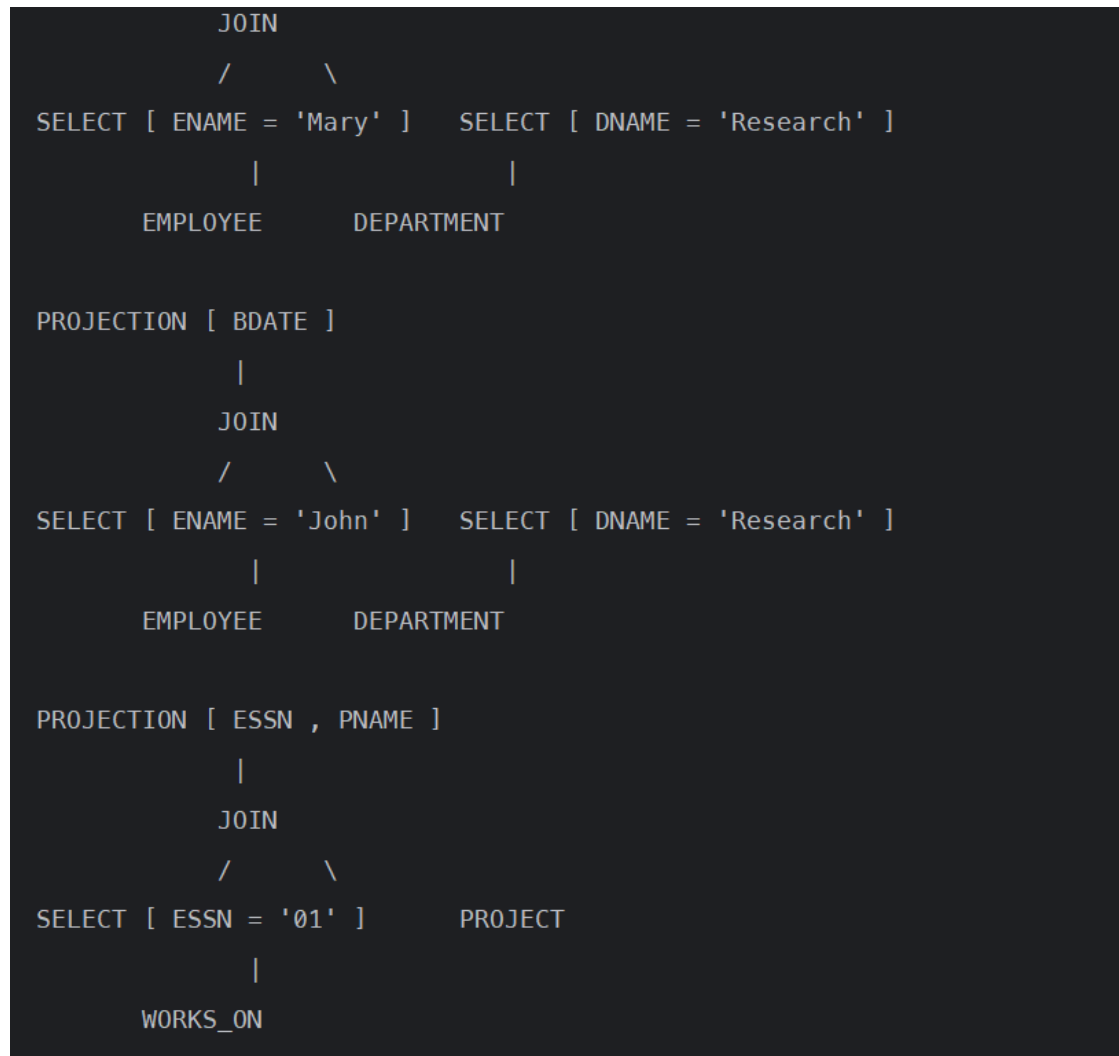 JOIN
/ \
SELECT [ ENAME = 'Mary' ] SELECT [ DNAME = 'Research' ]
| |
EMPLOYEE DEPARTMENT
PROJECTION [ BDATE ]
|
JOIN
/ \
SELECT [ ENAME = 'John' ] SELECT [ DNAME = 'Research' ]
| |
EMPLOYEE DEPARTMENT
PROJECTION [ ESSN , PNAME ]
|
JOIN
/ \
SELECT [ ESSN = '01' ] PROJECT
|
WORKS_ON